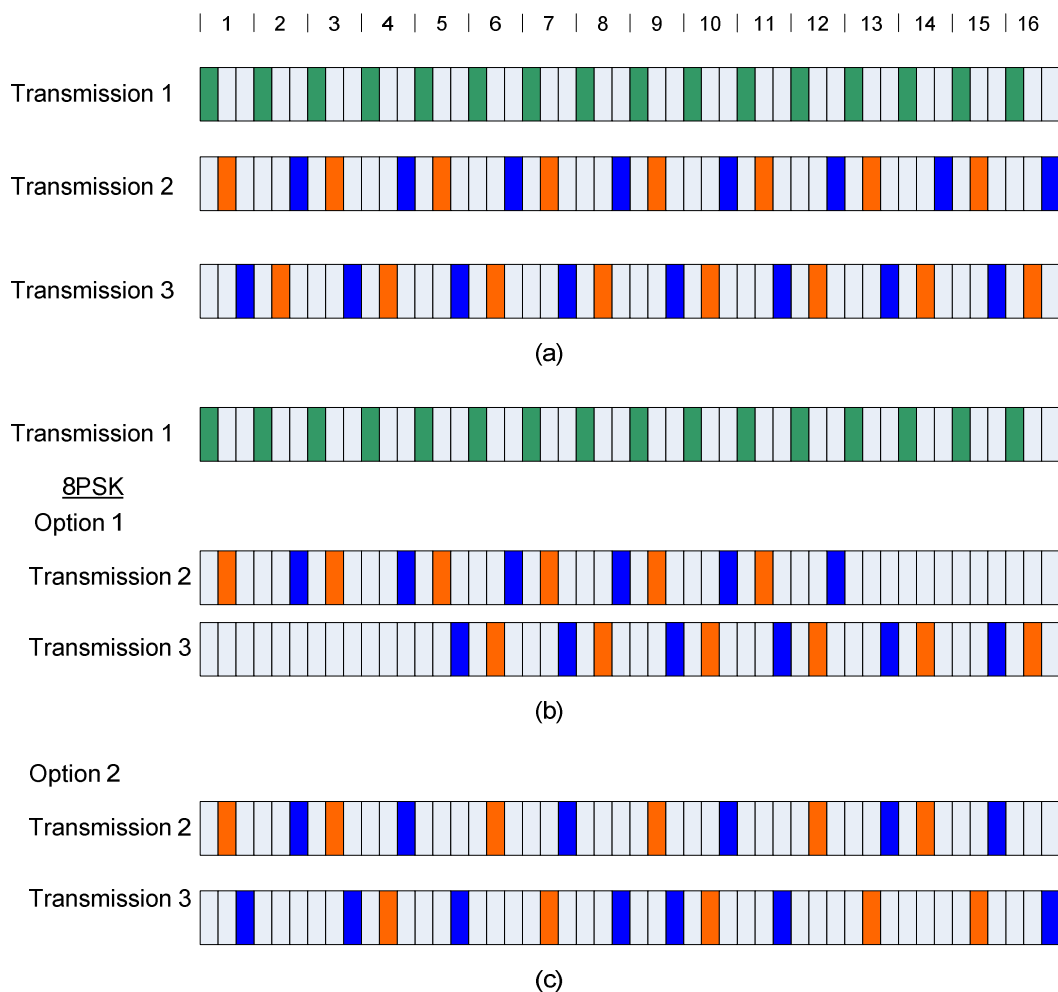 1 2 3 4 5 6 7 8 9 10 11 12 13 14 15 16
Transmission 1
Transmission 2
Transmission 3
(a)
Transmission 1
8PSK
Option 1
Transmission 2
Transmission 3
(b)
Option 2
Transmission 2
Transmission 3
(c)